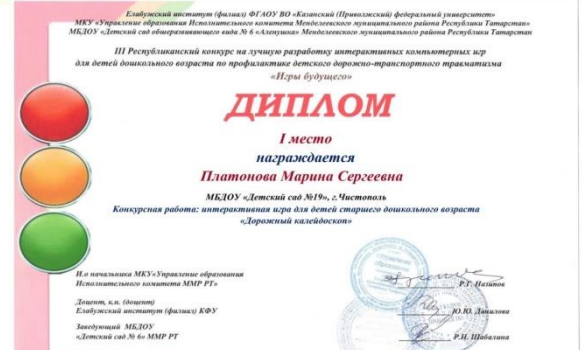 Елабужский институт (филиал) ФГАОУ ВО «Казанский (Приволжский) федеральный университет»
МКУ «Управление образования Исполнительного комитета Менделеевского муниципального района Республики Татарстан»
МБДОУ «Детский сад общеразвивающего вида № 6 «Аленушка» Менделеевского муниципального района Республики Татарстан
III Республиканский конкурс на лучшую разработку интерактивных компьютерных игр
для детей дошкольного возраста по профилактике детского дорожно-транспортного травматизма
«Игры будущего»
ДИПЛОМ
I место
награждается
Платонова Марина Сергеевна
МБДОУ «Детский сад №19», г.Чистополь
Конкурсная работа: интерактивная игра для детей старшего дошкольного возраста
«Дорожный калейдоскоп»
И.о начальника МКУ«Управление образования
Исполнительного комитета ММР РТ»
Р.Г. Назипов
Доцент, к.н. (доцент)
Елабужский институт (филиал) КФУ
Ю.Ю. Данилова
Заведующий МБДОУ
«Детский сад № 6» ММР РТ
Р.Н. Шабалина